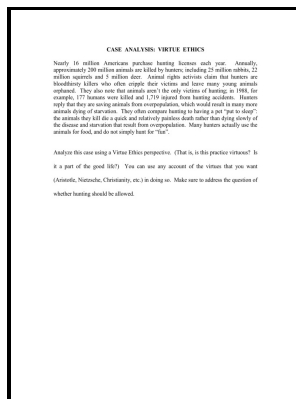 CASE ANALYSIS: VIRTUE ETHICS
Nearly 16 million Americans purchase hunting licenses each year. Annually,
approximately 200 million animals are killed by hunters; including 25 million rabbits, 22
million squirrels and 5 million deer. Animal rights activists claim that hunters are
bloodthirsty killers who often cripple their victims and leave many young animals
orphaned. They also note that animals aren't the only victims of hunting; in 1988, for
example, 177 humans were killed and 1,719 injured from hunting accidents. Hunters
reply that they are saving animals from overpopulation, which would result in many more
animals dying of starvation. They often compare hunting to having a pet "put to sleep":
the animals they kill die a quick and relatively painless death rather than dying slowly of
the disease and starvation that result from overpopulation. Many hunters actually use the
animals for food, and do not simply hunt for "fun".
Analyze this case using a Virtue Ethics perspective. (That is, is this practice virtuous? Is
it a part of the good life?) You can use any account of the virtues that you want
(Aristotle, Nietzsche, Christianity, etc.) in doing so. Make sure to address the question of
whether hunting should be allowed.